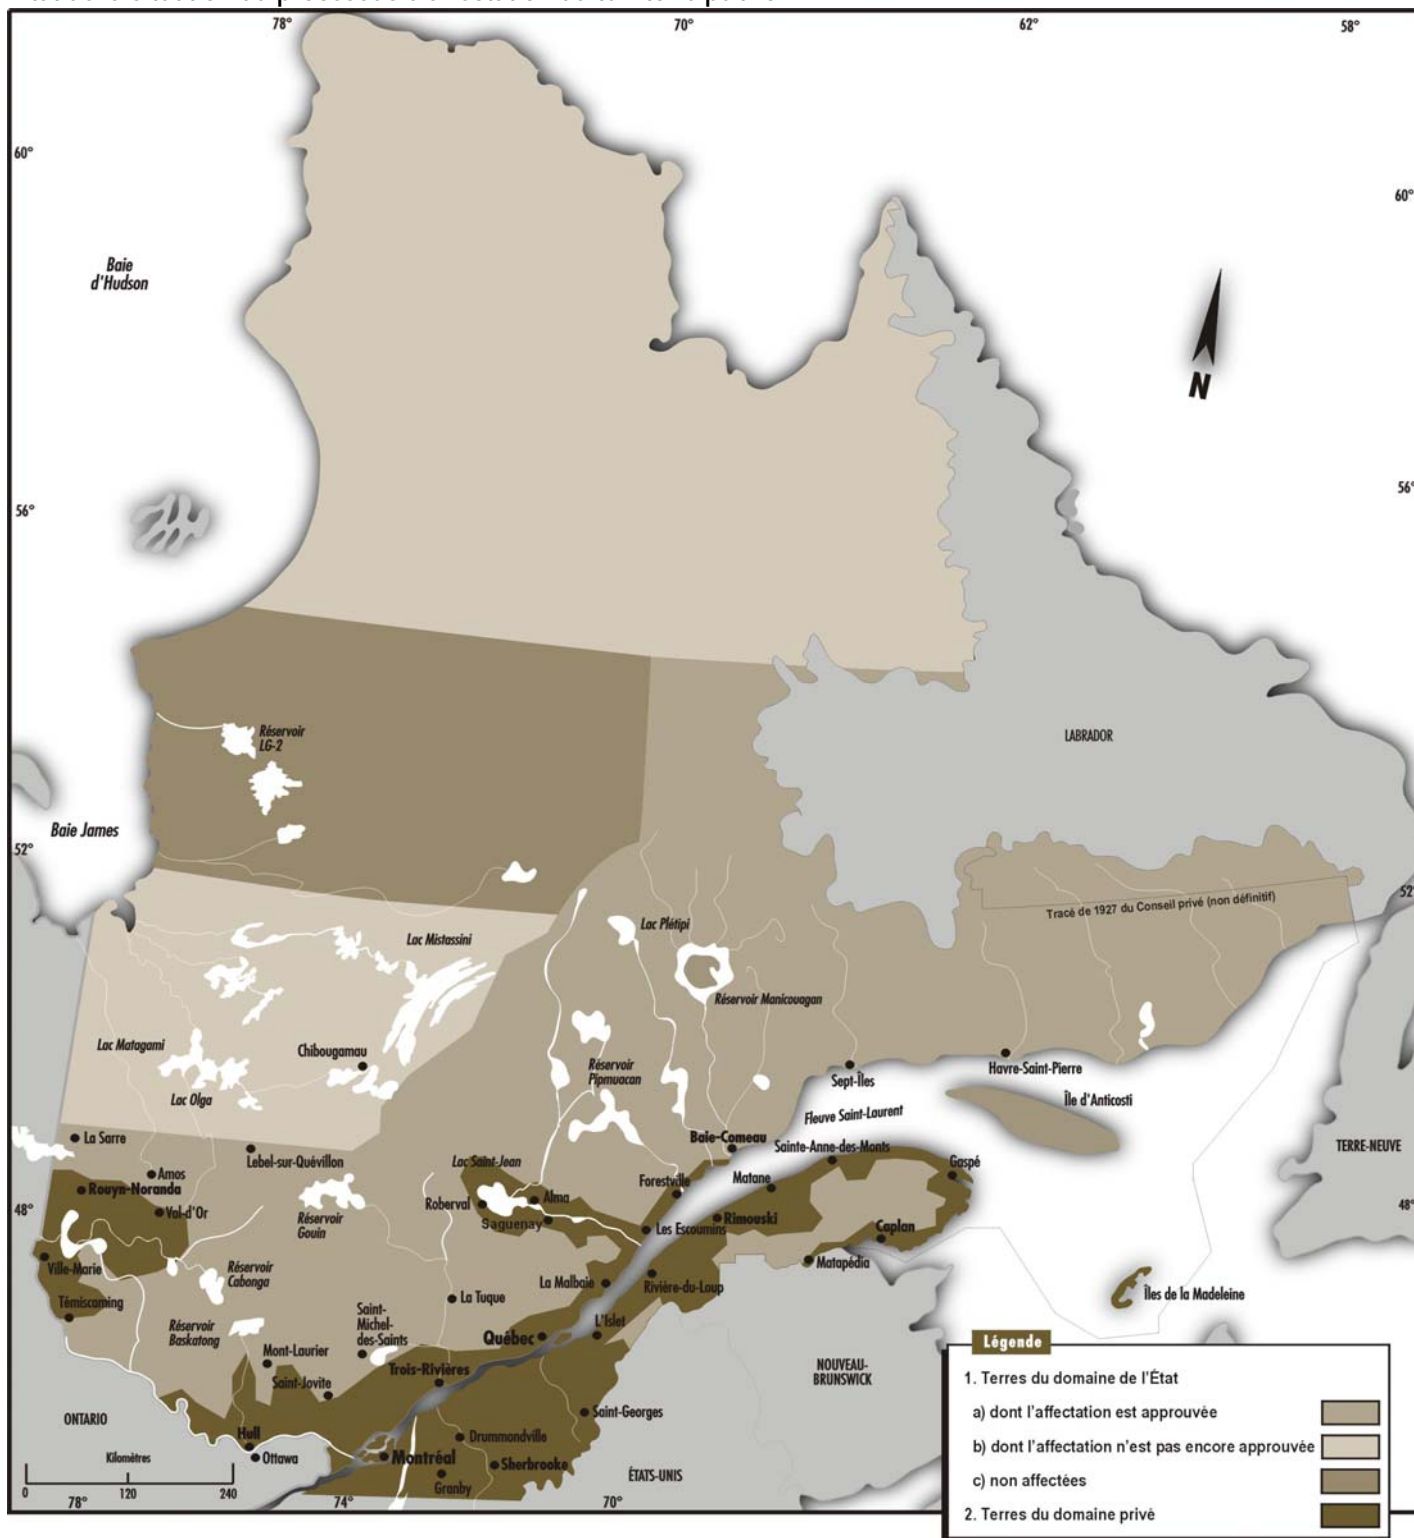 78°
70°
62°
58°
60°
60°
Baie
d'Hudson
N
56°
56°
Réservoir
LG-2
LABRADOR
Baie James
52°
52°
Tracé de 1927 du Conseil privé (non définitif)
Lac Plétipi
Lac Mistassini
Réservoir Manicouagan
Lac Matagami
Chibougamau
Réservoir
Pipmuacan
Sept-Îles
Havre-Saint-Pierre
Lac Olga
Île d'Anticosti
Fleuve Saint-Laurent
La Sarre
Baie-Comeau
Sainte-Anne-des-Monts
TERRE-NEUVE
Lebel-sur-Quévillon
Lac Saint-Jean
Gaspé
Amos
Forestville
Matane
Rouyn-Noranda
Roberval
Alma
48°
48°
Val-d'Or
Réservoir
Gouin
Saguenay
Les Escoumins
Rimouski
Caplan
Ville-Marie
Réservoir
Cabonga
Matapédia
La Malbaie
Rivière-du-Loup
Îles de la Madeleine
Témiscaming
La Tuque
Saint-
Michel-
des-Saints
Réservoir
Baskatong
Québec
L'Islet
Mont-Laurier
Trois-Rivières
NOUVEAU-
BRUNSWICK
Saint-Jovite
Saint-Georges
ONTARIO
Hull
Drummondville
Ottawa
Montréal
Sherbrooke
ÉTATS-UNIS
Granby
Kilomètres
0 120 240
78°
74°
70°
Légende
1. Terres du domaine de l'État
a) dont l'affectation est approuvée
b) dont l'affectation n'est pas encore approuvée
c) non affectées
2. Terres du domaine privé